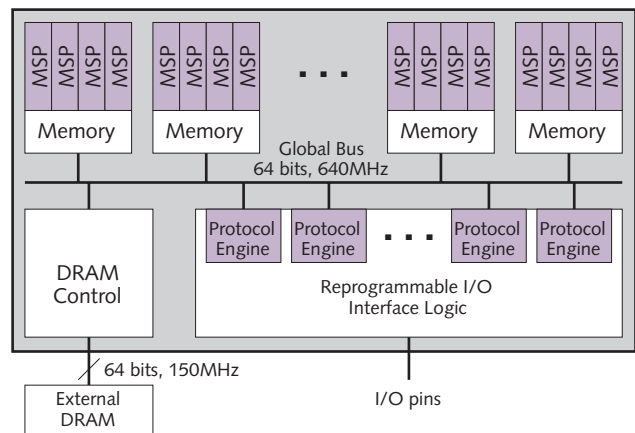 MSP MSP MSP MSP
MSP MSP MSP MSP
MSP MSP MSP MSP
MSP MSP MSP MSP
Memory
Memory
Memory
Memory
Global Bus
64 bits, 640MHz
DRAM
Control
Protocol
Engine
Protocol
Engine
Protocol
Engine
Protocol
Engine
Reprogrammable I/O
Interface Logic
64 bits, 150MHz
External
DRAM
I/O pins